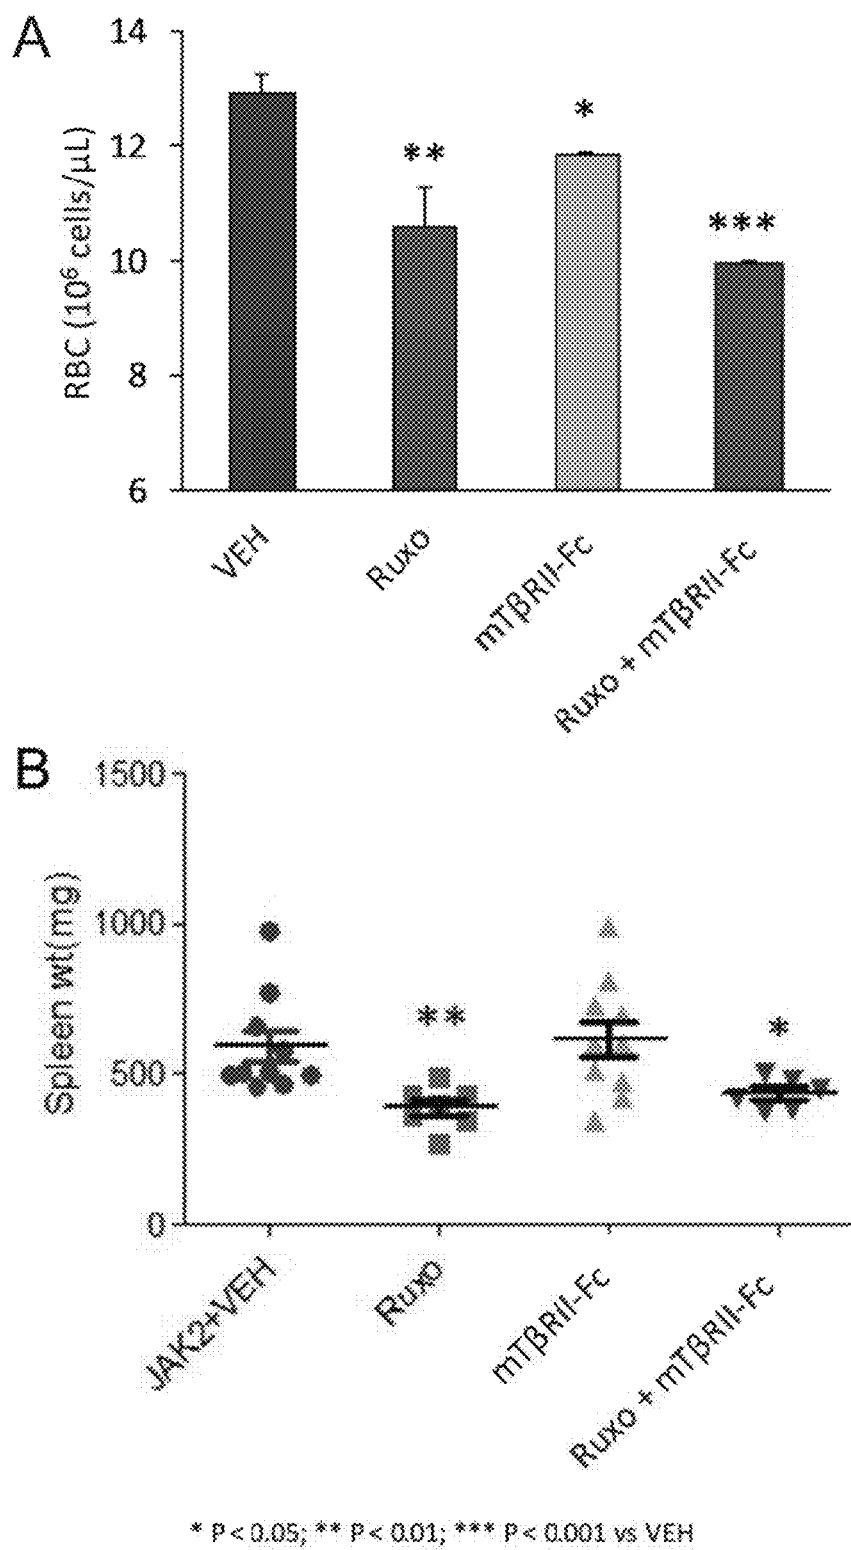 A
14
12
10
8
6
RBC (10⁶ cells/µL)
**
*
***
VEH
Ruxo
mTβRII-Fc
Ruxo + mTβRII-Fc
B
1500
1000
500
0
Spleen wt(mg)
**
*
JAK2+VEH
Ruxo
mTβRII-Fc
Ruxo + mTβRII-Fc
* P < 0.05; ** P < 0.01; *** P < 0.001 vs VEH